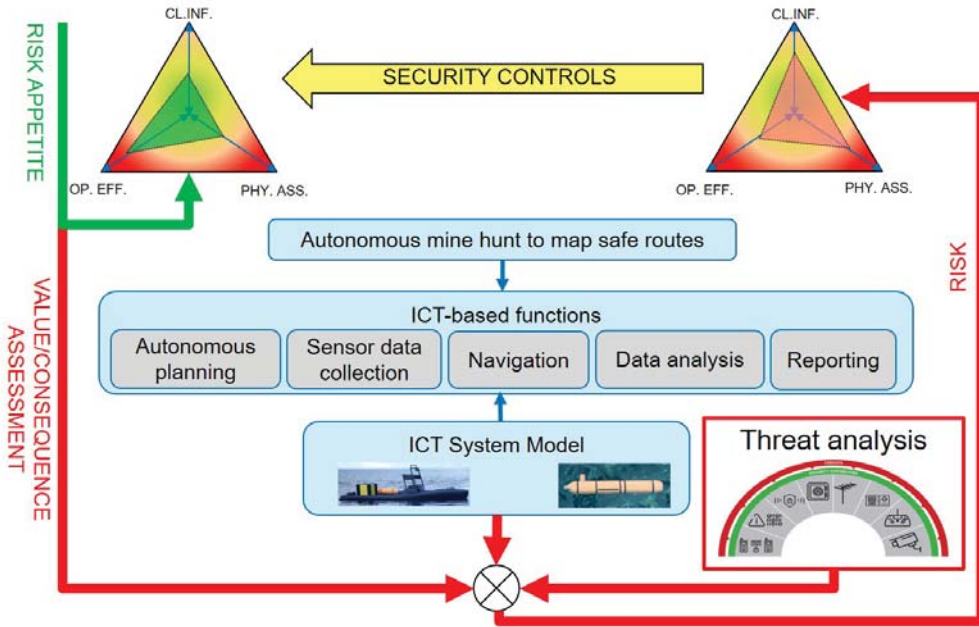 CL.INF.
CL.INF.
RISK APPETITE
SECURITY CONTROLS
OP. EFF.
PHY. ASS.
OP. EFF.
PHY. ASS.
Autonomous mine hunt to map safe routes
RISK
VALUE/CONSEQUENCE
ASSESSMENT
ICT-based functions
Autonomous
planning
Sensor data
collection
Navigation
Data analysis
Reporting
ICT System Model
Threat analysis